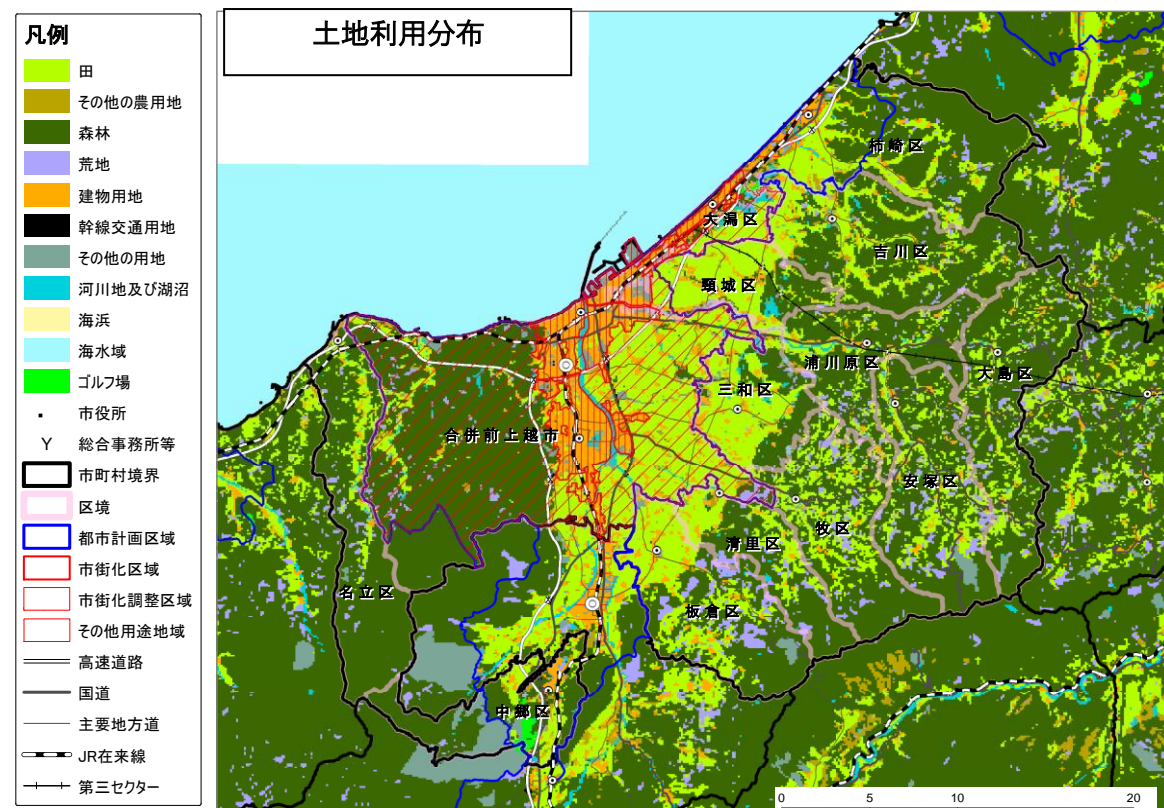 凡例
田
その他の農用地
森林
荒地
建物用地
幹線交通用地
その他の用地
河川地及び湖沼
海浜
海水域
ゴルフ場
市役所
Y 総合事務所等
市町村境界
区境
都市計画区域
市街化区域
市街化調整区域
その他用途地域
高速道路
国道
主要地方道
JR在来線
第三セクター
土地利用分布
柿崎区
大潟区
吉川区
頸城区
浦川原区
大島区
三和区
合併前上越市
安塚区
牧区
清里区
名立区
板倉区
中郷区
0 5 10 20